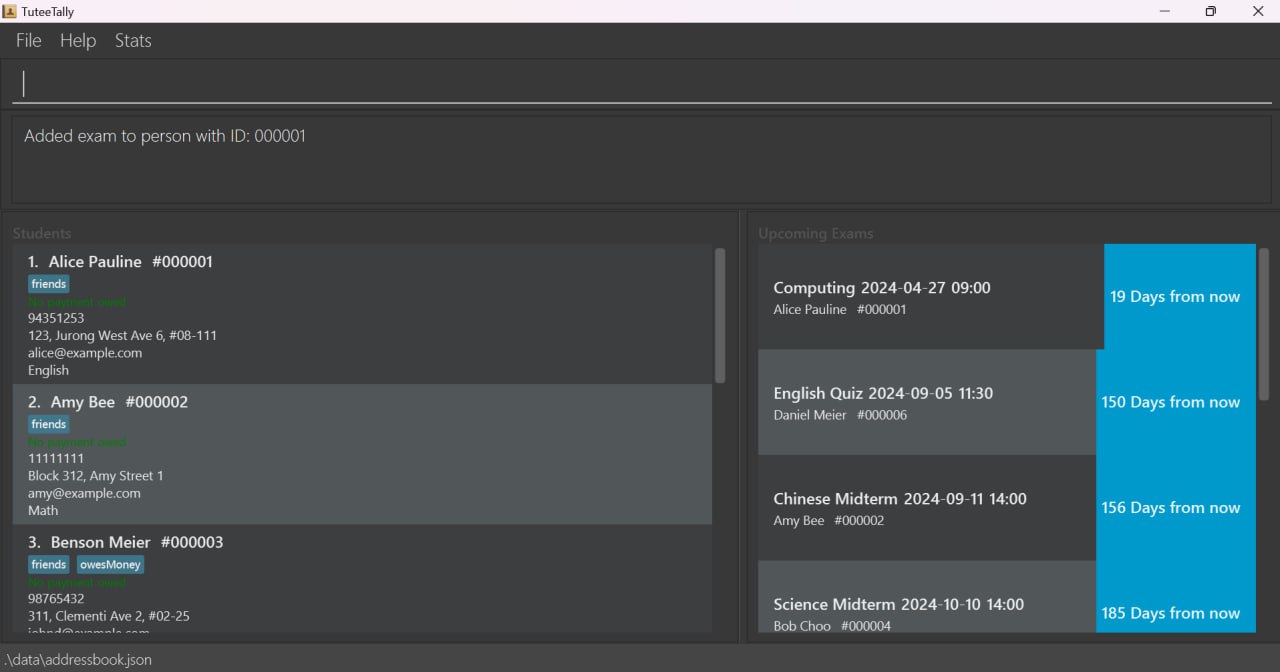 TuteeTally
File Help Stats
Added exam to person with ID: 000001
Students
1. Alice Pauline #000001
friends
No payment owed
94351253
123, Jurong West Ave 6, #08-111
alice@example.com
English
2. Amy Bee #000002
friends
No payment owed
11111111
Block 312, Amy Street 1
amy@example.com
Math
3. Benson Meier #000003
friends owesMoney
No payment owed
98765432
311, Clementi Ave 2, #02-25
johnd@example.com
Upcoming Exams
Computing 2024-04-27 09:00
Alice Pauline #000001
19 Days from now
English Quiz 2024-09-05 11:30
Daniel Meier #000006
150 Days from now
Chinese Midterm 2024-09-11 14:00
Amy Bee #000002
156 Days from now
Science Midterm 2024-10-10 14:00
Bob Choo #000004
185 Days from now
.\data\addressbook.json